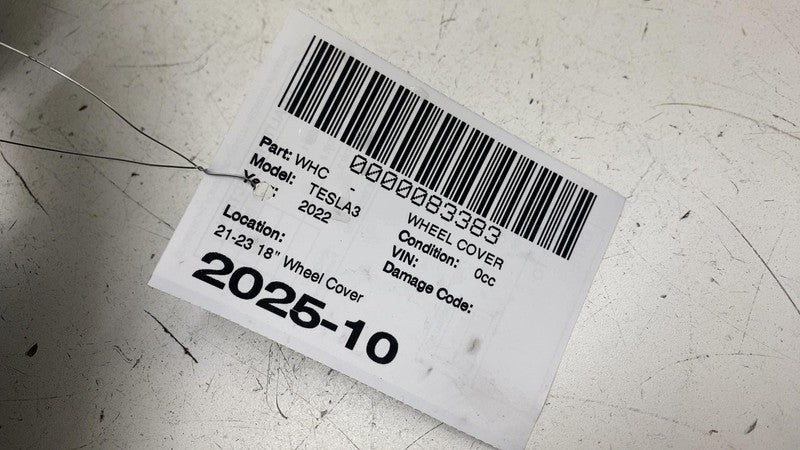 0000083383
Part: WHC - WHEEL COVER
Model: TESLA3 Condition: 0cc
Year: 2022 VIN:
Damage Code:
Location:
21-23 18" Wheel Cover
2025-10